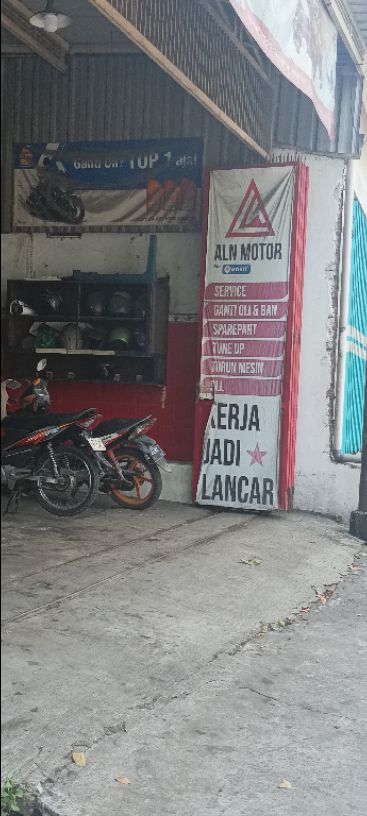 Ganti Oli? TOP 1 aja!
ALN MOTOR
SERVICE
GANTI OLI & BAN
SPAREPART
TUNE UP
TURUN MESIN
KERJA
JADI
LANCAR